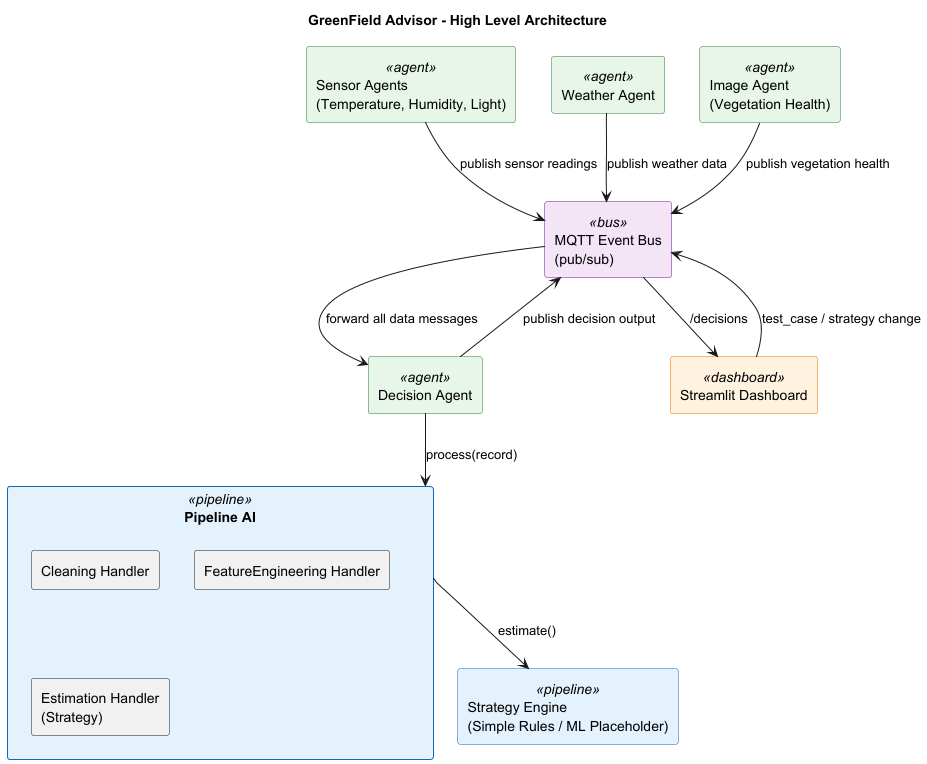 GreenField Advisor - High Level Architecture
«agent»
Sensor Agents
(Temperature, Humidity, Light)
«agent»
Weather Agent
«agent»
Image Agent
(Vegetation Health)
publish sensor readings
publish weather data
publish vegetation health
«bus»
MQTT Event Bus
(pub/sub)
forward all data messages
publish decision output
/decisions
test_case / strategy change
«agent»
Decision Agent
«dashboard»
Streamlit Dashboard
process(record)
«pipeline»
Pipeline AI
Cleaning Handler
FeatureEngineering Handler
estimate()
Estimation Handler
(Strategy)
«pipeline»
Strategy Engine
(Simple Rules / ML Placeholder)